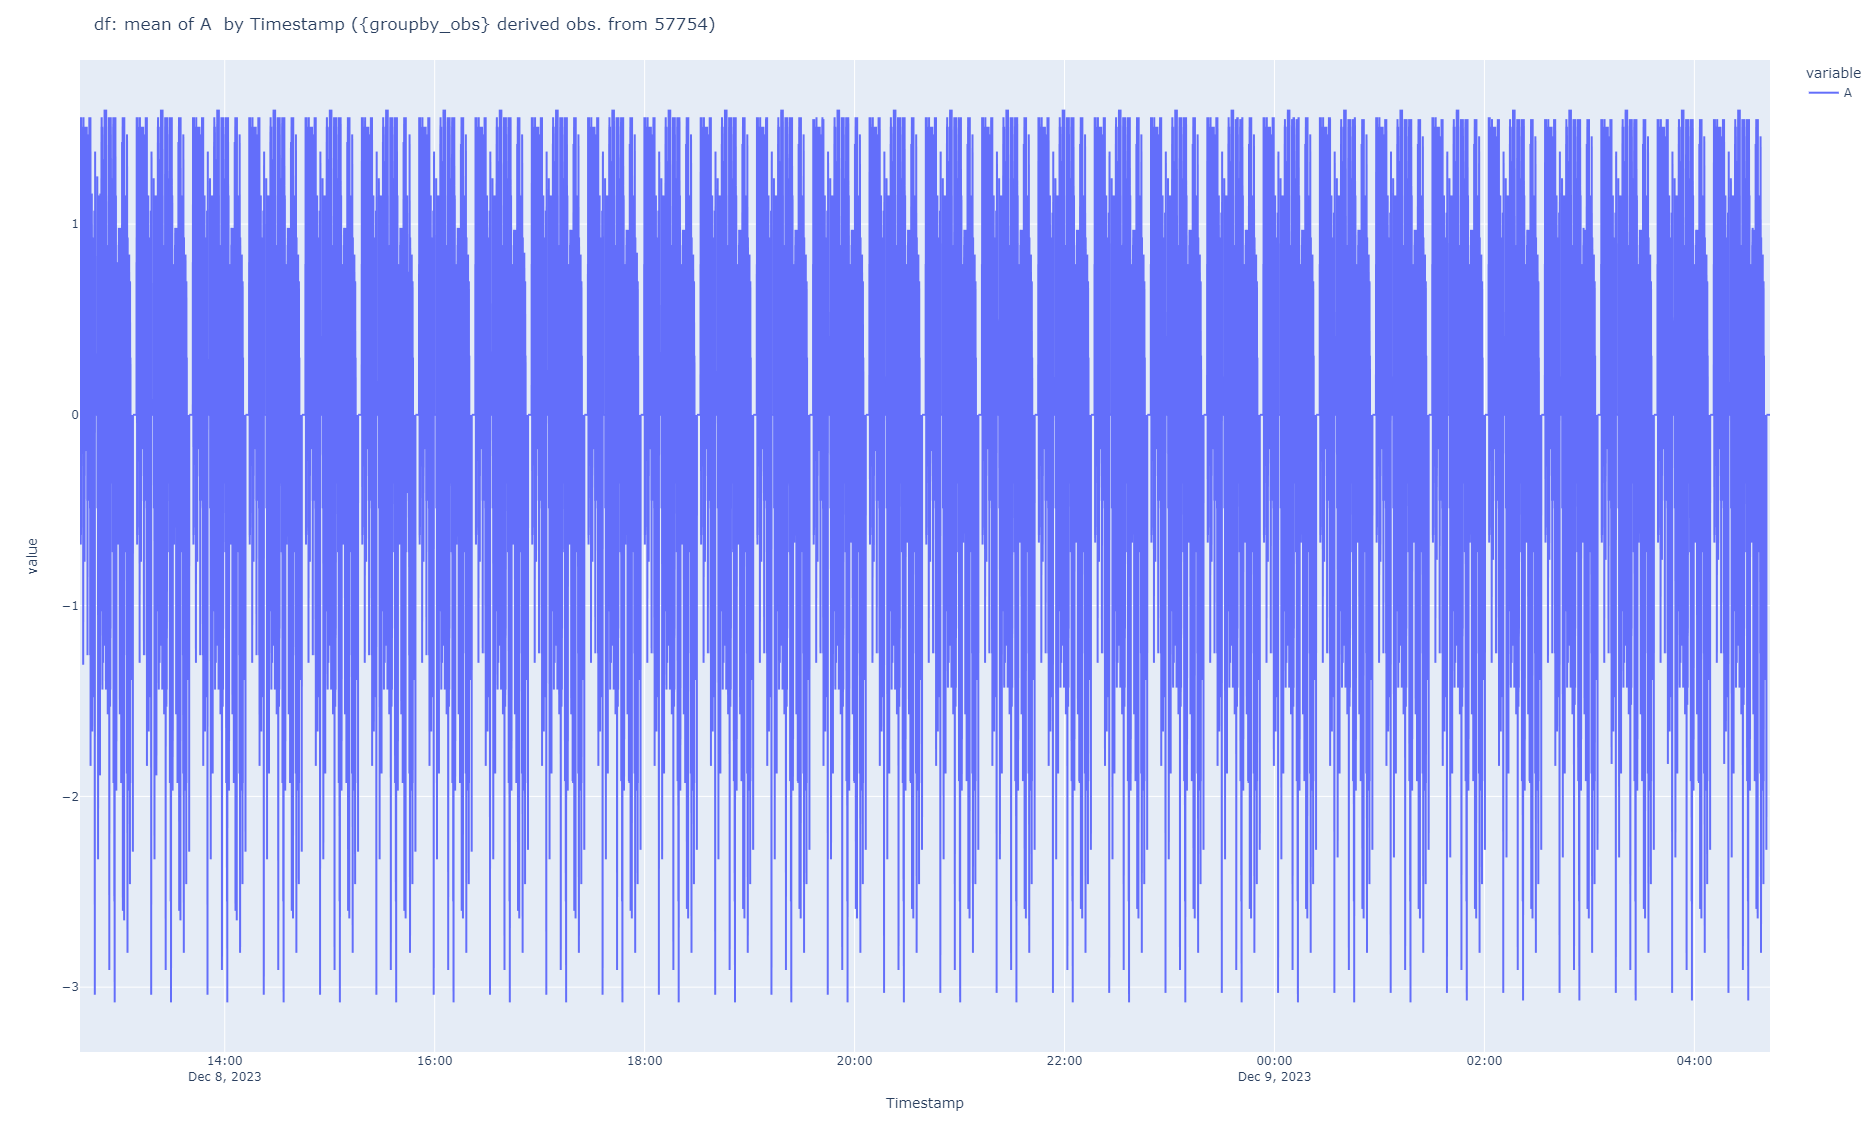 df: mean of A  by Timestamp ({groupby_obs} derived obs. from 57754)
variable
A
1
0
−1
−2
−3
value
14:00
Dec 8, 2023
16:00
18:00
20:00
22:00
00:00
Dec 9, 2023
02:00
04:00
Timestamp